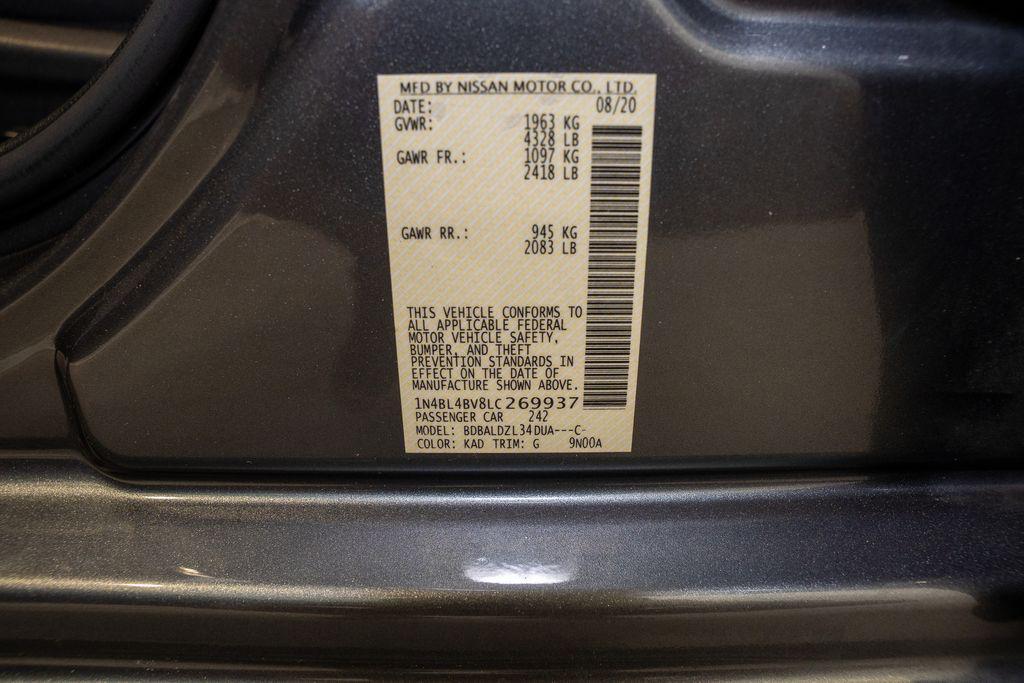 MFD BY NISSAN MOTOR CO., LTD.
DATE: 08/20
GVWR: 1963 KG
4328 LB
GAWR FR.: 1097 KG
2418 LB
GAWR RR.: 945 KG
2083 LB
THIS VEHICLE CONFORMS TO
ALL APPLICABLE FEDERAL
MOTOR VEHICLE SAFETY,
BUMPER, AND THEFT
PREVENTION STANDARDS IN
EFFECT ON THE DATE OF
MANUFACTURE SHOWN ABOVE.
1N4BL4BV8LC269937
PASSENGER CAR 242
MODEL: BDBALDZL34DUA---C-
COLOR: KAD TRIM: G 9N00A